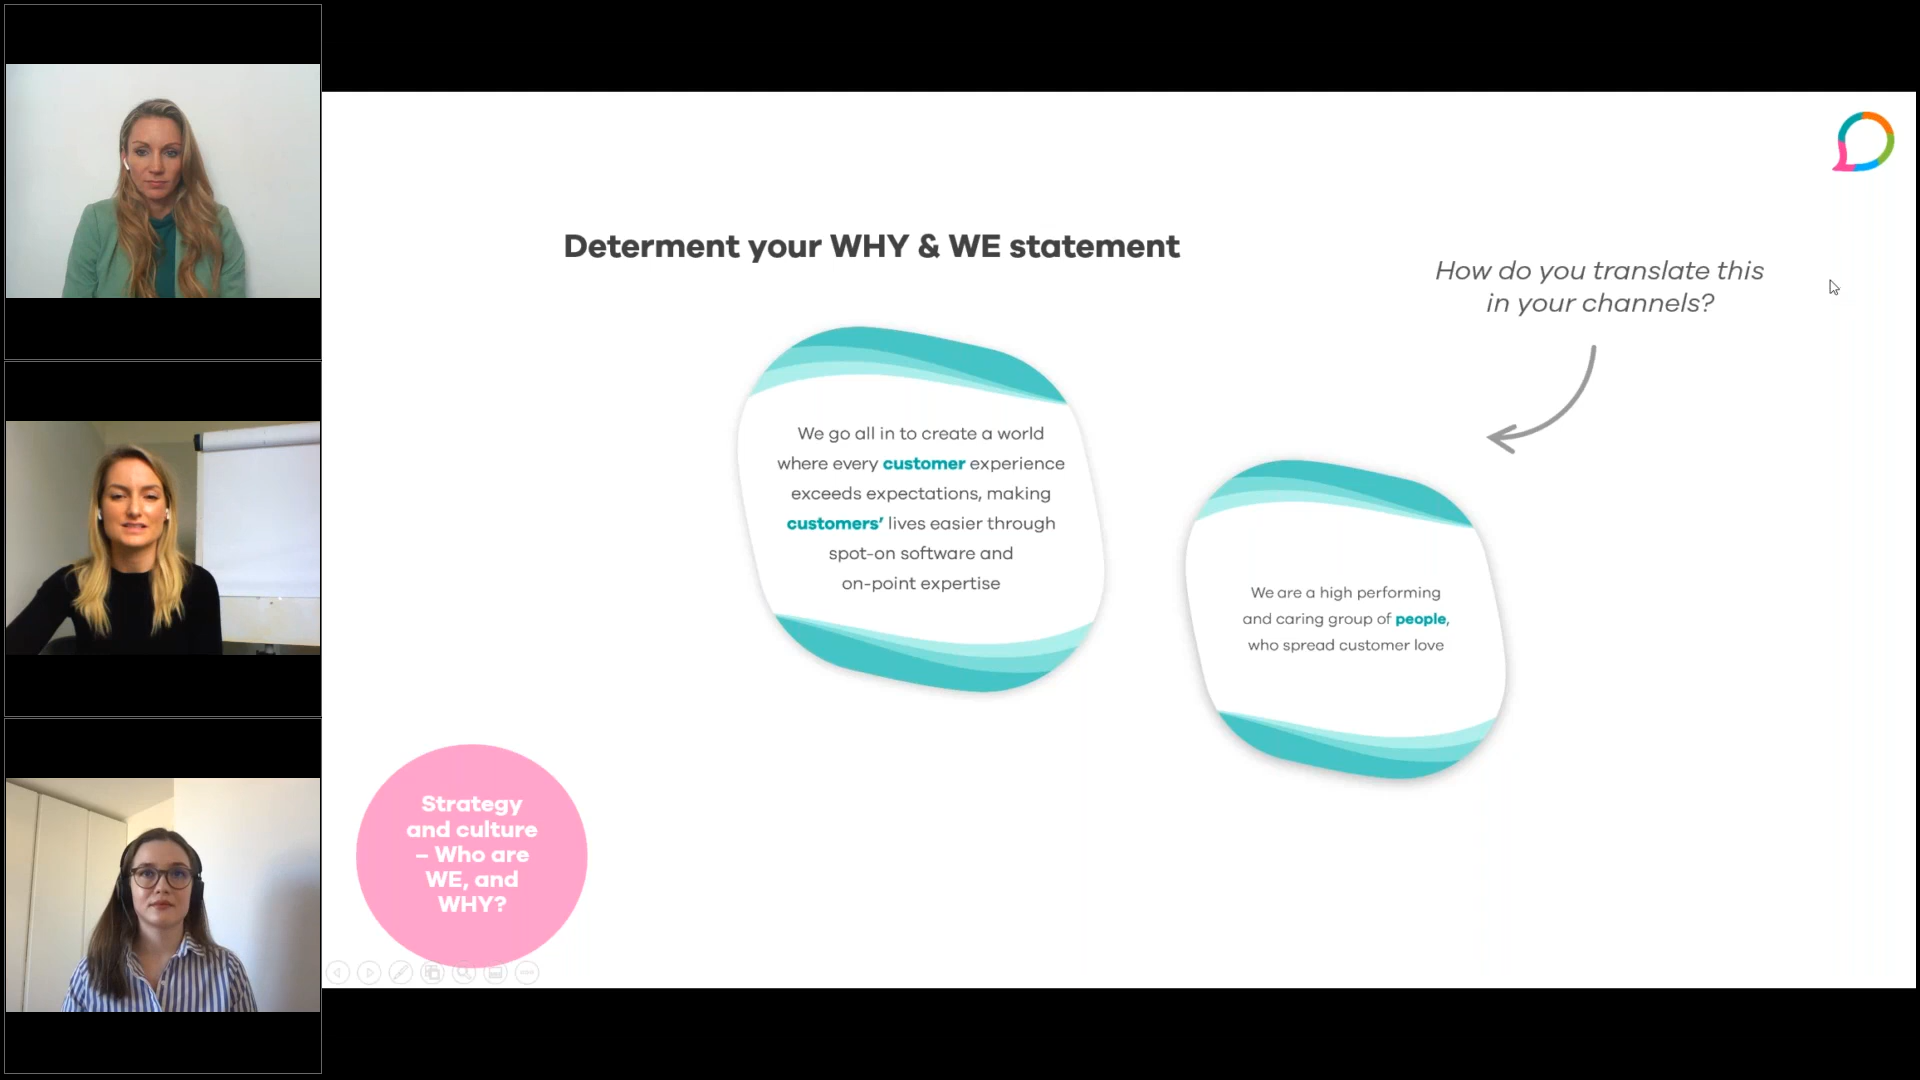 Determent your WHY & WE statement
How do you translate this
in your channels?
We go all in to create a world
where every customer experience
exceeds expectations, making
customers’ lives easier through
spot-on software and
on-point expertise
We are a high performing
and caring group of people,
who spread customer love
Strategy
and culture
– Who are
WE, and
WHY?